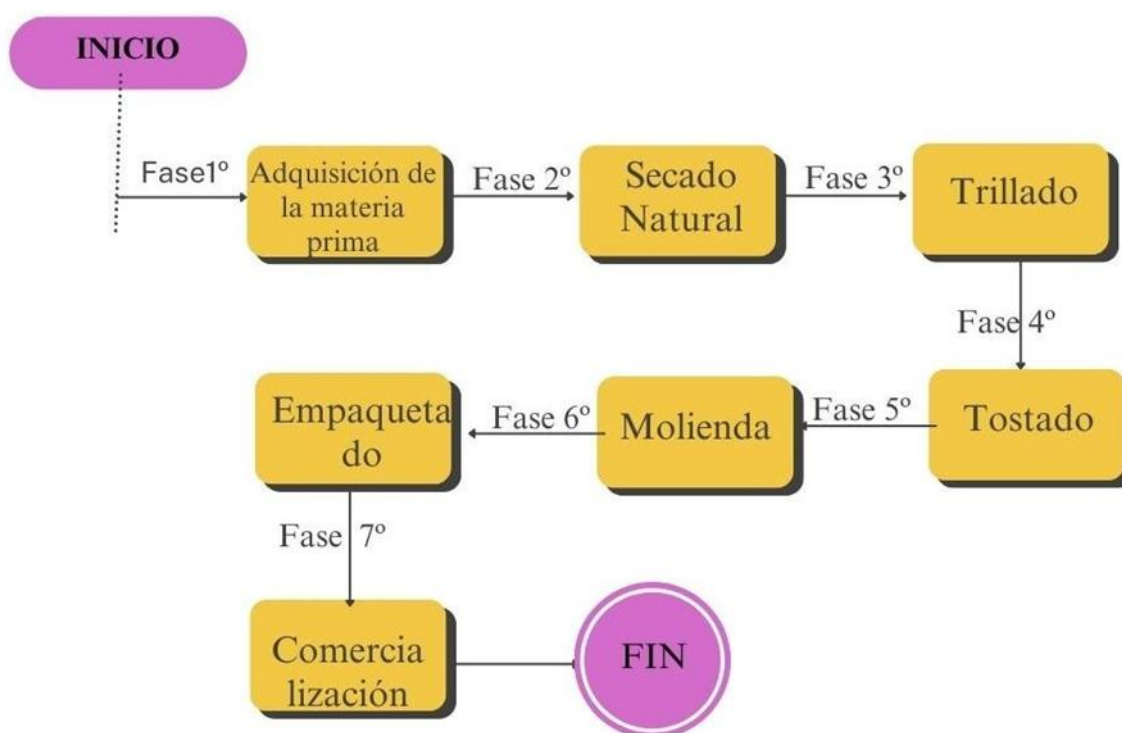 INICIO
Fase1º
Adquisición de
la materia
prima
Fase 2º
Secado
Natural
Fase 3º
Trillado
Fase 4º
Tostado
Fase 5º
Molienda
Fase 6º
Empaqueta
do
Fase 7º
Comercia
lización
FIN